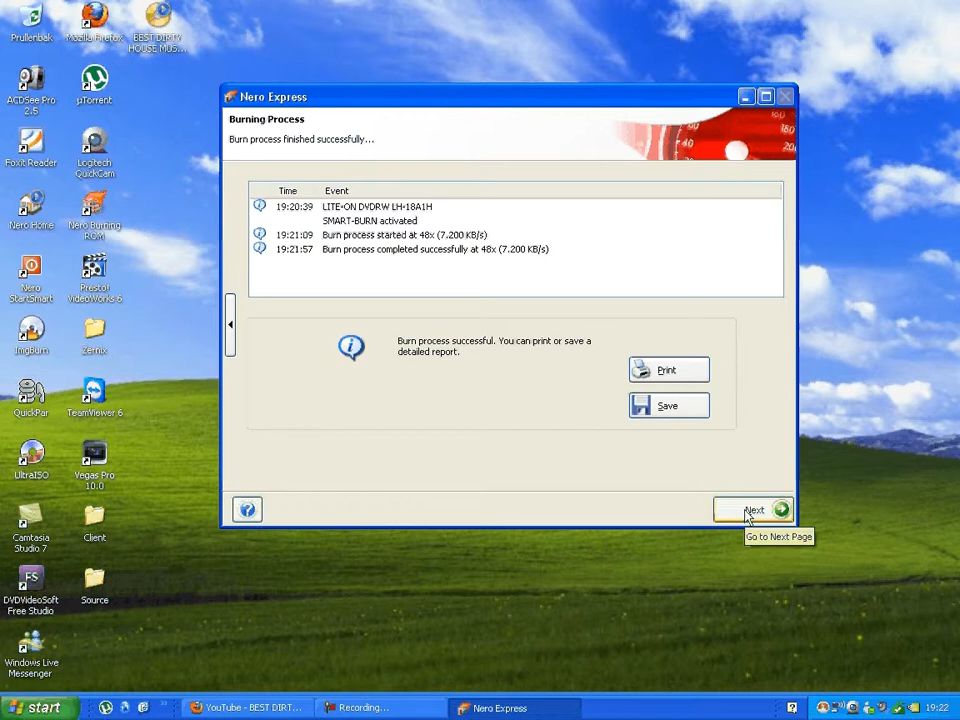 Prullenbak
Mozilla Firefox
BEST DIRTY
HOUSE MUS...
ACDSee Pro
2.5
µTorrent
Foxit Reader
Logitech
QuickCam
Nero Home
Nero Burning
ROM
Nero
StartSmart
Presto!
VideoWorks 6
ImgBurn
Zernix
QuickPar
TeamViewer 6
UltraISO
Vegas Pro
10.0
Camtasia
Studio 7
Client
FS
DVDVideoSoft
Free Studio
Source
Windows Live
Messenger
Nero Express
Burning Process
Burn process finished successfully...
Time Event
19:20:39 LITE-ON DVDRW LH-18A1H
SMART-BURN activated
19:21:09 Burn process started at 48x (7.200 KB/s)
19:21:57 Burn process completed successfully at 48x (7.200 KB/s)
Burn process successful. You can print or save a
detailed report.
Print
Save
Next
Go to Next Page
start
YouTube - BEST DIRT...
Recording...
Nero Express
19:22